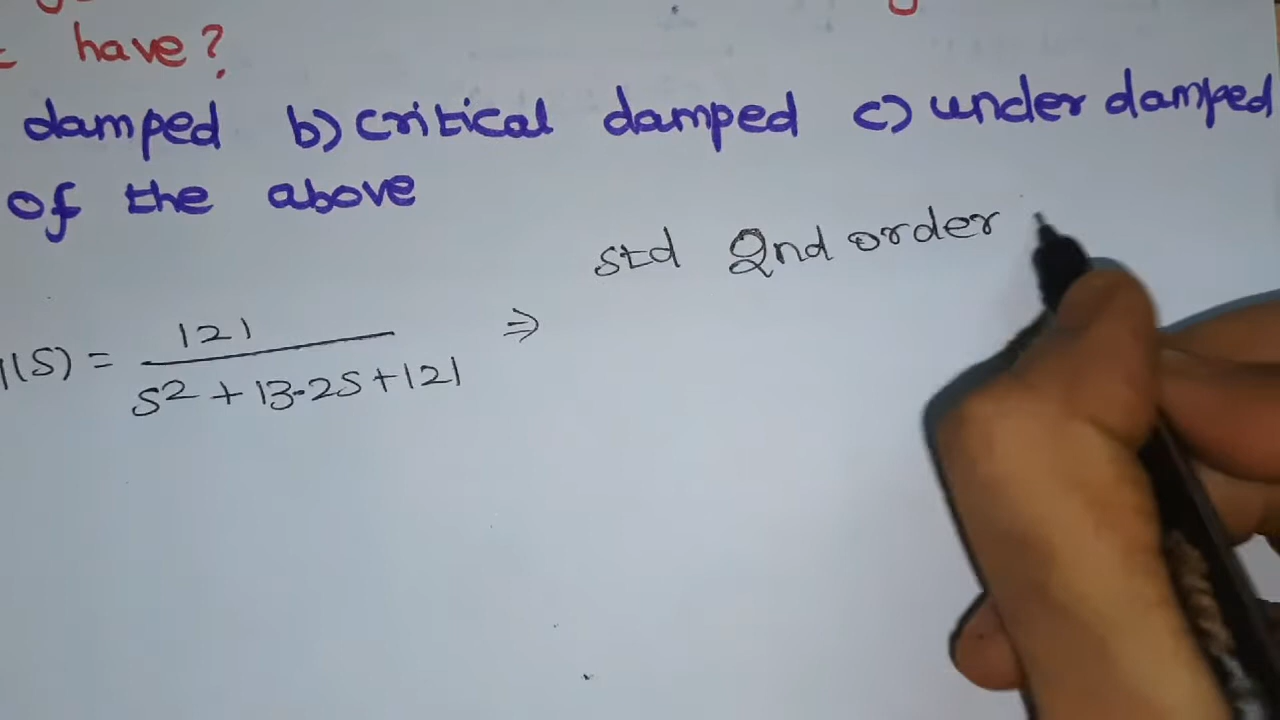 have?
damped b) critical damped c) under damped
of the above
std 2nd order
(S) = 121 / S² + 13.2S + 121 ⇒